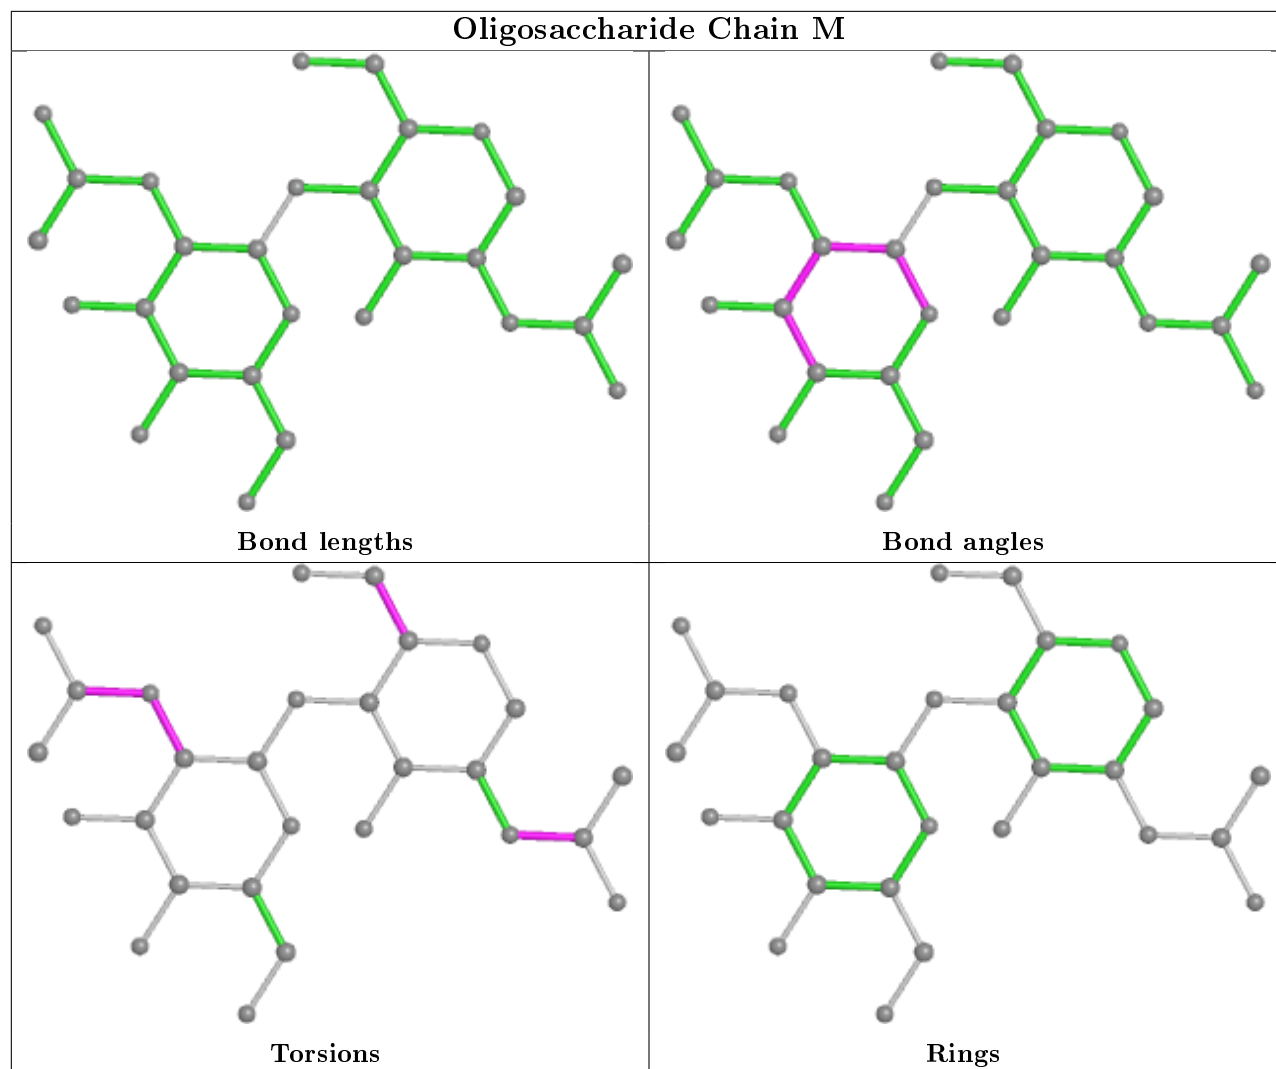 Oligosaccharide Chain M
Bond lengths
Bond angles
Torsions
Rings